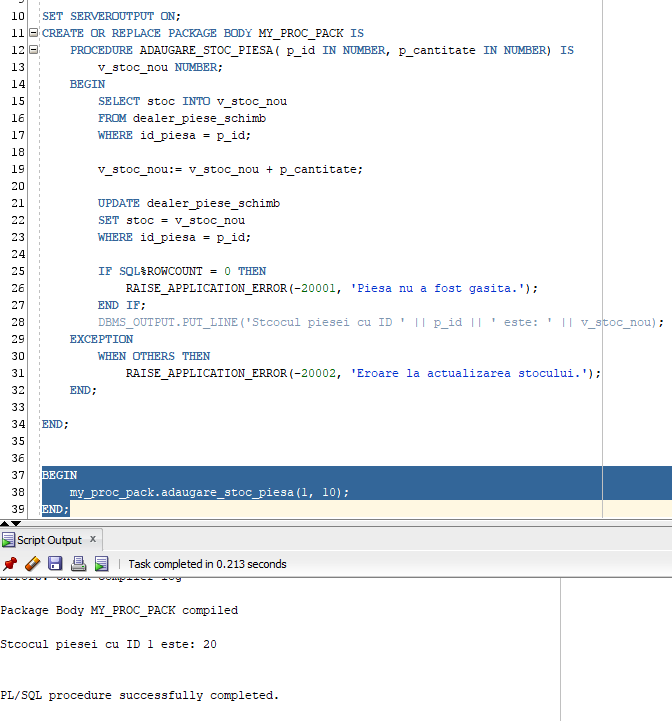 10 SET SERVEROUTPUT ON;
11 CREATE OR REPLACE PACKAGE BODY MY_PROC_PACK IS
12 PROCEDURE ADAUGARE_STOC_PIESA( p_id IN NUMBER, p_cantitate IN NUMBER) IS
13 v_stoc_nou NUMBER;
14 BEGIN
15 SELECT stoc INTO v_stoc_nou
16 FROM dealer_piese_schimb
17 WHERE id_piesa = p_id;
18
19 v_stoc_nou:= v_stoc_nou + p_cantitate;
20
21 UPDATE dealer_piese_schimb
22 SET stoc = v_stoc_nou
23 WHERE id_piesa = p_id;
24
25 IF SQL%ROWCOUNT = 0 THEN
26 RAISE_APPLICATION_ERROR(-20001, 'Piesa nu a fost gasita.');
27 END IF;
28 DBMS_OUTPUT.PUT_LINE('Stcocul piesei cu ID ' || p_id || ' este: ' || v_stoc_nou);
29 EXCEPTION
30 WHEN OTHERS THEN
31 RAISE_APPLICATION_ERROR(-20002, 'Eroare la actualizarea stocului.');
32 END;
33
34 END;
35
36
37 BEGIN
38 my_proc_pack.adaugare_stoc_piesa(1, 10);
39 END;
Script Output x
Task completed in 0.213 seconds
Errors: check compiler log
Package Body MY_PROC_PACK compiled
Stcocul piesei cu ID 1 este: 20
PL/SQL procedure successfully completed.